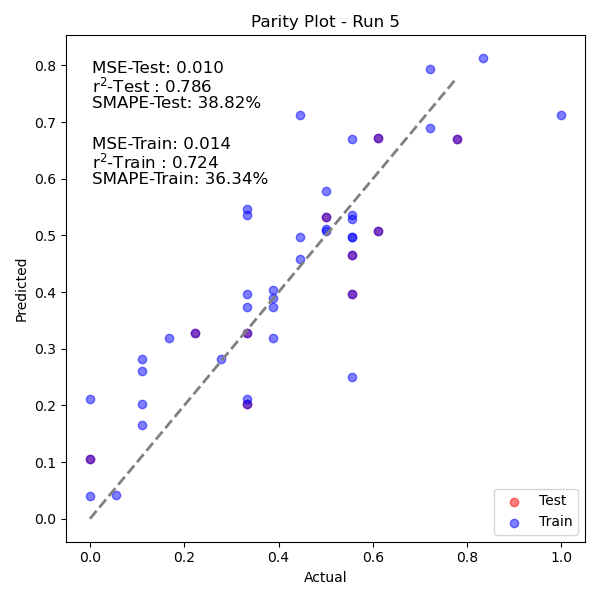 Parity Plot - Run 5
MSE-Test: 0.010
r²-Test : 0.786
SMAPE-Test: 38.82%
MSE-Train: 0.014
r²-Train : 0.724
SMAPE-Train: 36.34%
0.8
0.7
0.6
0.5
0.4
0.3
0.2
0.1
0.0
Predicted
Test
Train
0.0 0.2 0.4 0.6 0.8 1.0
Actual